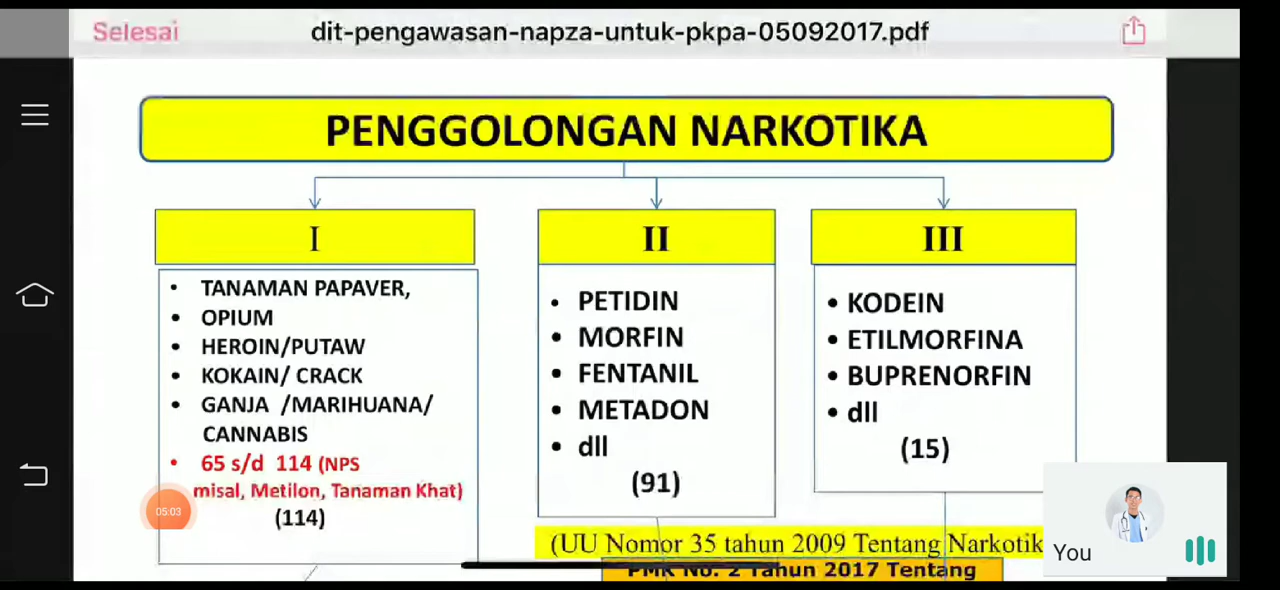 Selesai
dit-pengawasan-napza-untuk-pkpa-05092017.pdf
PENGGOLONGAN NARKOTIKA
I
• TANAMAN PAPAVER,
• OPIUM
• HEROIN/PUTAW
• KOKAIN/ CRACK
• GANJA /MARIHUANA/
CANNABIS
• 65 s/d 114 (NPS
misal, Metilon, Tanaman Khat)
(114)
05:03
II
• PETIDIN
• MORFIN
• FENTANIL
• METADON
• dll
(91)
III
• KODEIN
• ETILMORFINA
• BUPRENORFIN
• dll
(15)
(UU Nomor 35 tahun 2009 Tentang Narkotik
PMK No. 2 Tahun 2017 Tentang
You